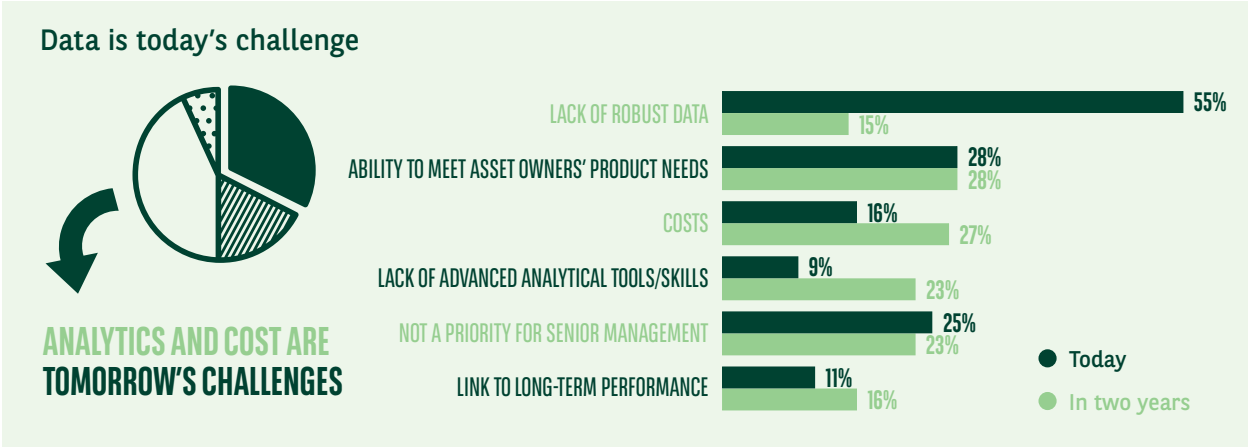 Data is today's challenge
LACK OF ROBUST DATA
55%
15%
ABILITY TO MEET ASSET OWNERS' PRODUCT NEEDS
28%
28%
COSTS
16%
27%
LACK OF ADVANCED ANALYTICAL TOOLS/SKILLS
9%
23%
NOT A PRIORITY FOR SENIOR MANAGEMENT
25%
23%
LINK TO LONG-TERM PERFORMANCE
11%
16%
ANALYTICS AND COST ARE
TOMORROW'S CHALLENGES
Today
In two years